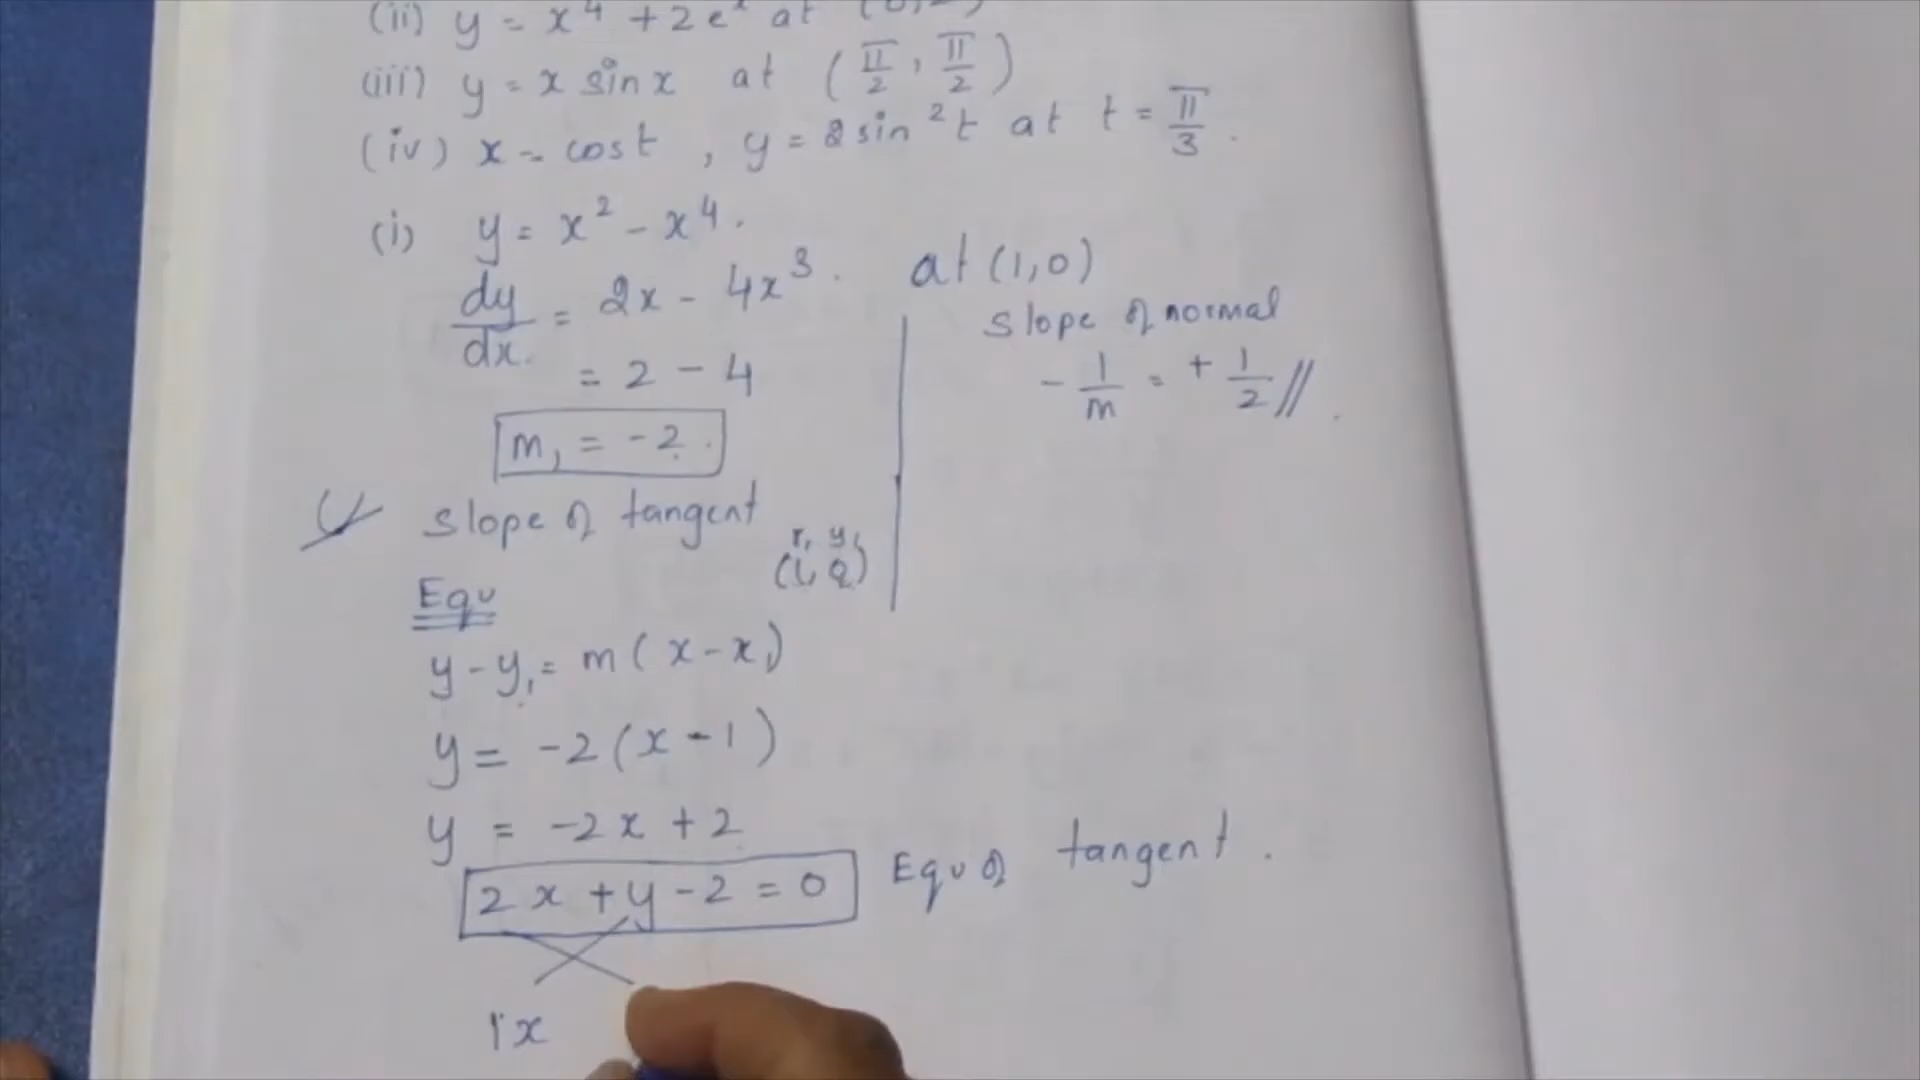 (ii) y = x⁴ + 2eˣ at
(iii) y = x sin x at (π/2, π/2)
(iv) x = cos t, y = 2 sin²t at t = π/3.
(i) y = x² - x⁴.
at (1,0)
dy/dx = 2x - 4x³.
= 2 - 4
m₁ = -2.
Slope of tangent
Slope of normal
- 1/m = + 1/2 //
x₁ y₁
(1, 0)
Equ
y - y₁ = m(x - x₁)
y = -2(x - 1)
y = -2x + 2
2x + y - 2 = 0 Equ of tangent.
1x